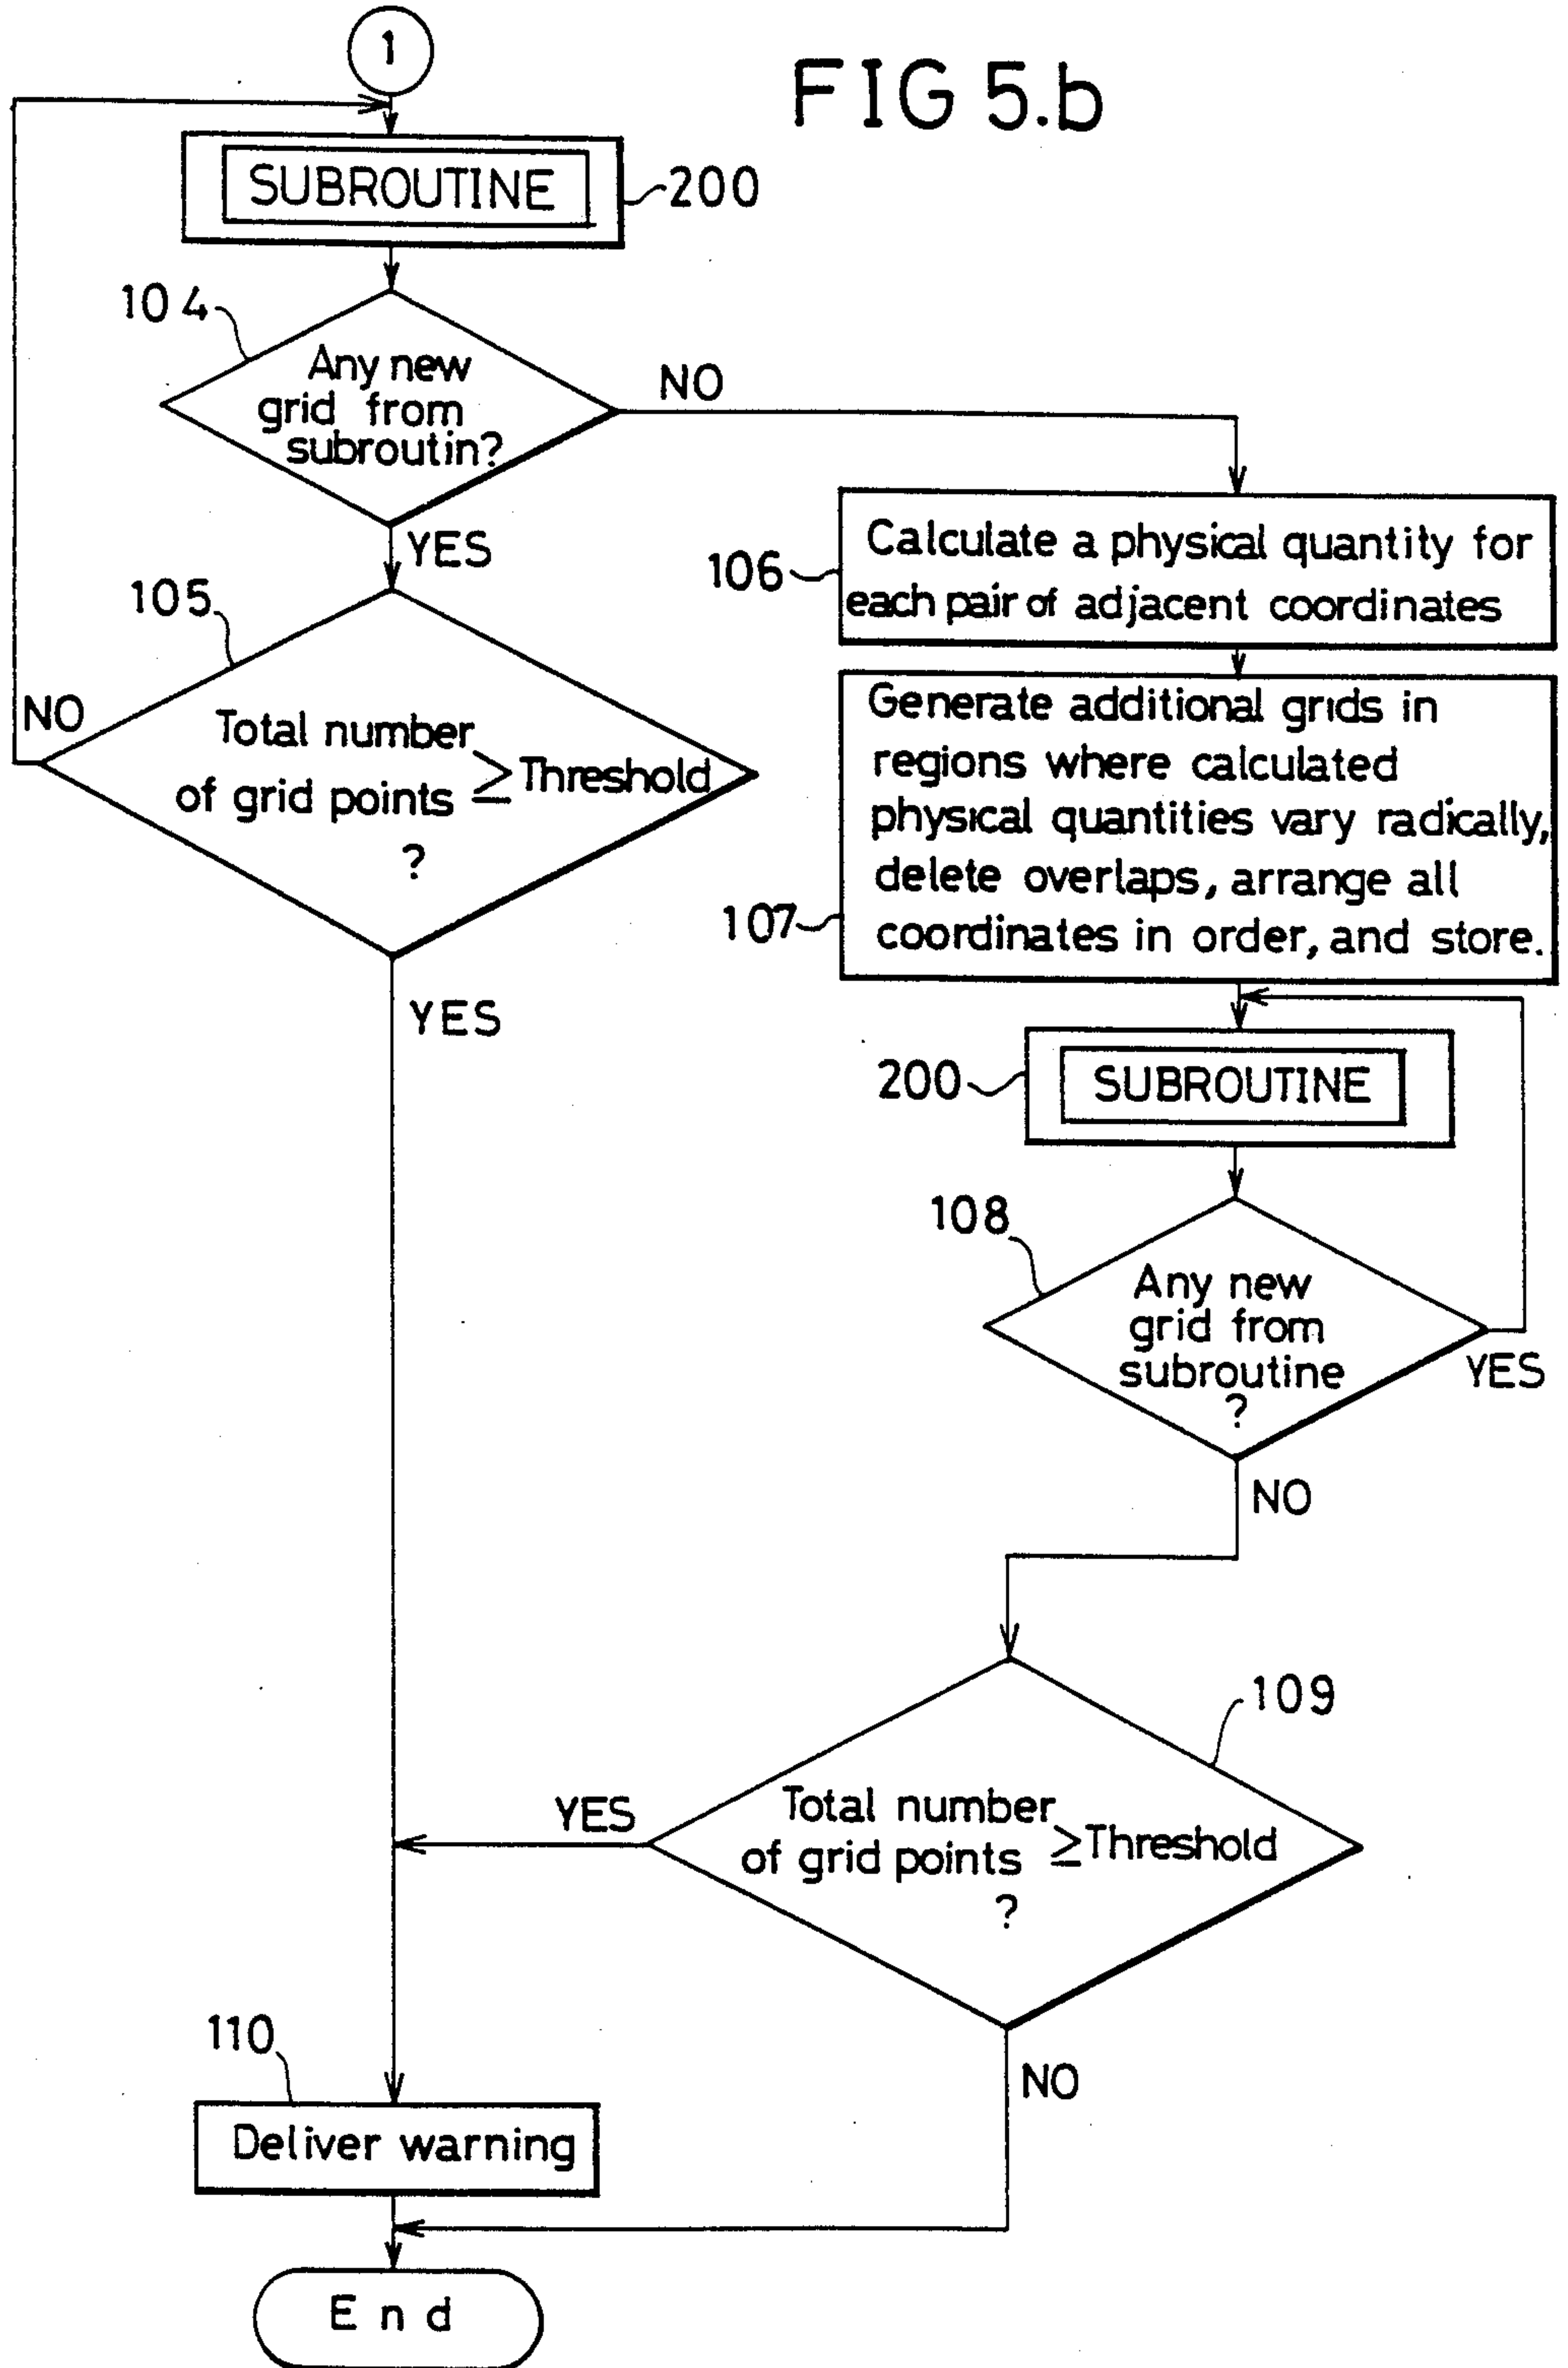 1
FIG 5.b
SUBROUTINE
200
104
Any new
grid from
subroutin?
NO
YES
106
Calculate a physical quantity for
each pair of adjacent coordinates
105
NO
Total number
of grid points ≥ Threshold
?
YES
107
Generate additional grids in
regions where calculated
physical quantities vary radically,
delete overlaps, arrange all
coordinates in order, and store.
200
SUBROUTINE
108
Any new
grid from
subroutine
?
YES
NO
109
YES
Total number
of grid points ≥ Threshold
?
NO
110
Deliver warning
End